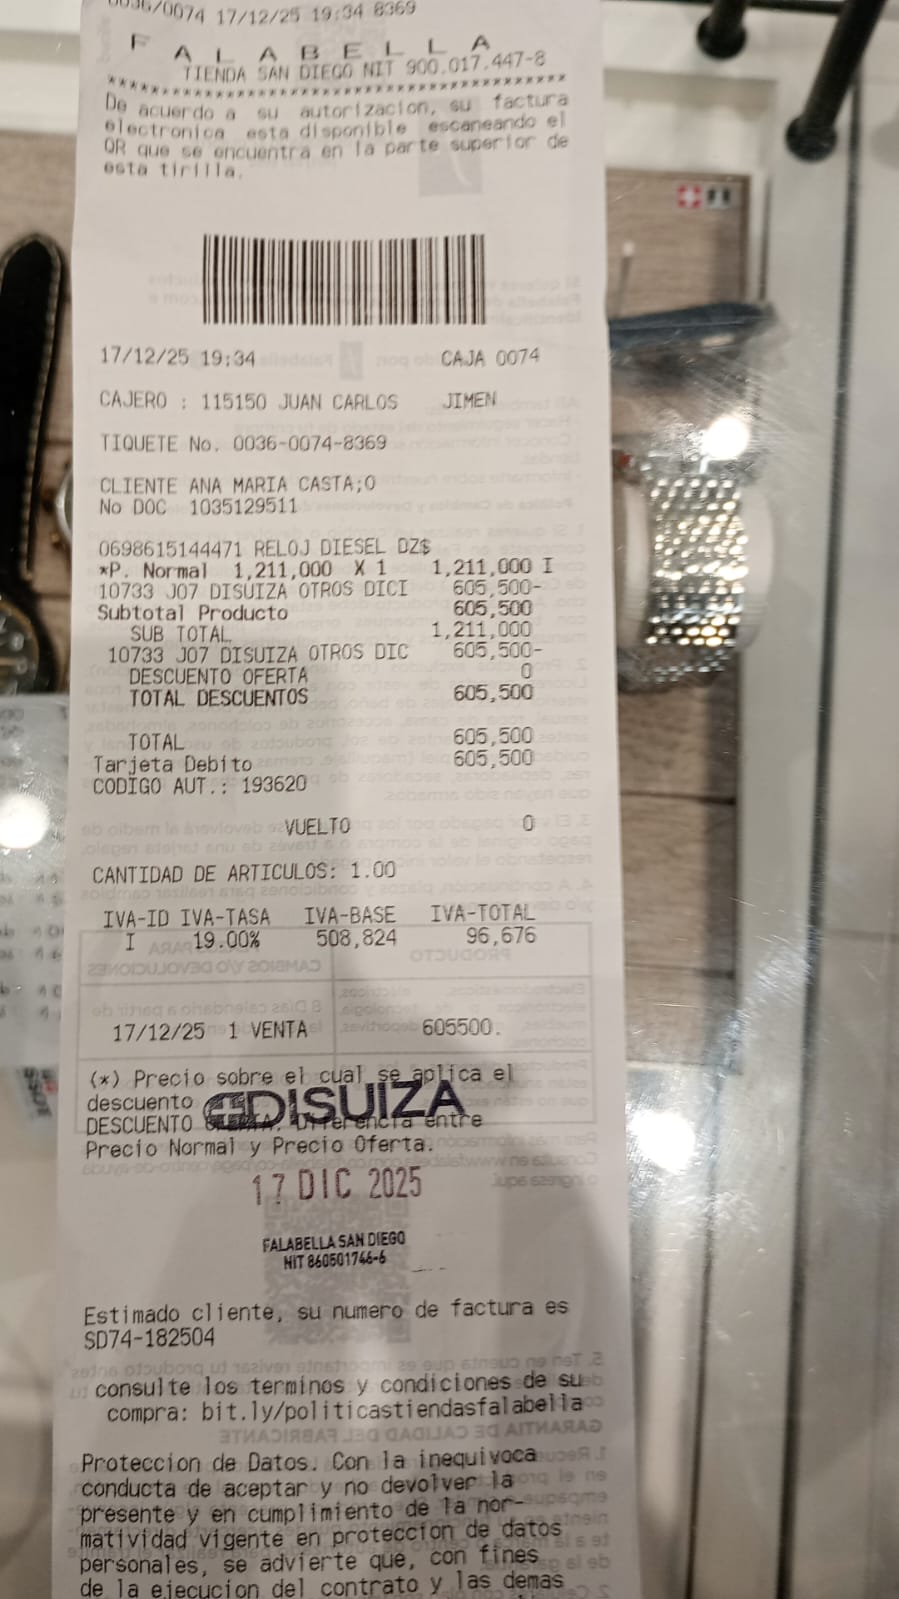 0036/0074 17/12/25 19:34 8369
F A L A B E L L A
TIENDA SAN DIEGO NIT 900.017.447-8
De acuerdo a su autorizacion, su factura
electronica esta disponible escaneando el
QR que se encuentra en la parte superior de
esta tirilla.
17/12/25 19:34 CAJA 0074
CAJERO : 115150 JUAN CARLOS JIMEN
TIQUETE No. 0036-0074-8369
CLIENTE ANA MARIA CASTA;O
No DOC 1035129511
0698615144471 RELOJ DIESEL DZ$
*P. Normal 1,211,000 X 1 1,211,000 I
10733 J07 DISUIZA OTROS DICI 605,500-
Subtotal Producto 605,500
SUB TOTAL 1,211,000
10733 J07 DISUIZA OTROS DIC 605,500-
DESCUENTO OFERTA 0
TOTAL DESCUENTOS 605,500
TOTAL 605,500
Tarjeta Debito 605,500
CODIGO AUT.: 193620
VUELTO 0
CANTIDAD DE ARTICULOS: 1.00
IVA-ID IVA-TASA IVA-BASE IVA-TOTAL
I 19.00% 508,824 96,676
17/12/25 1 VENTA 605500.
(*) Precio sobre el cual se aplica el
descuento
DISUIZA
DESCUENTO Diferencia entre
Precio Normal y Precio Oferta.
17 DIC 2025
FALABELLA SAN DIEGO
NIT 860501746-6
Estimado cliente, su numero de factura es
SD74-182504
consulte los terminos y condiciones de su
compra: bit.ly/politicastiendasfalabella
Proteccion de Datos. Con la inequivoca
conducta de aceptar y no devolver la
presente y en cumplimiento de la nor-
matividad vigente en proteccion de datos
personales, se advierte que, con fines
de la ejecucion del contrato y las demas